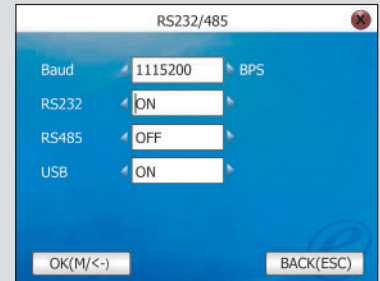 RS232/485
Baud 1115200 BPS
RS232 ON
RS485 OFF
USB ON
OK(M/<-) BACK(ESC)